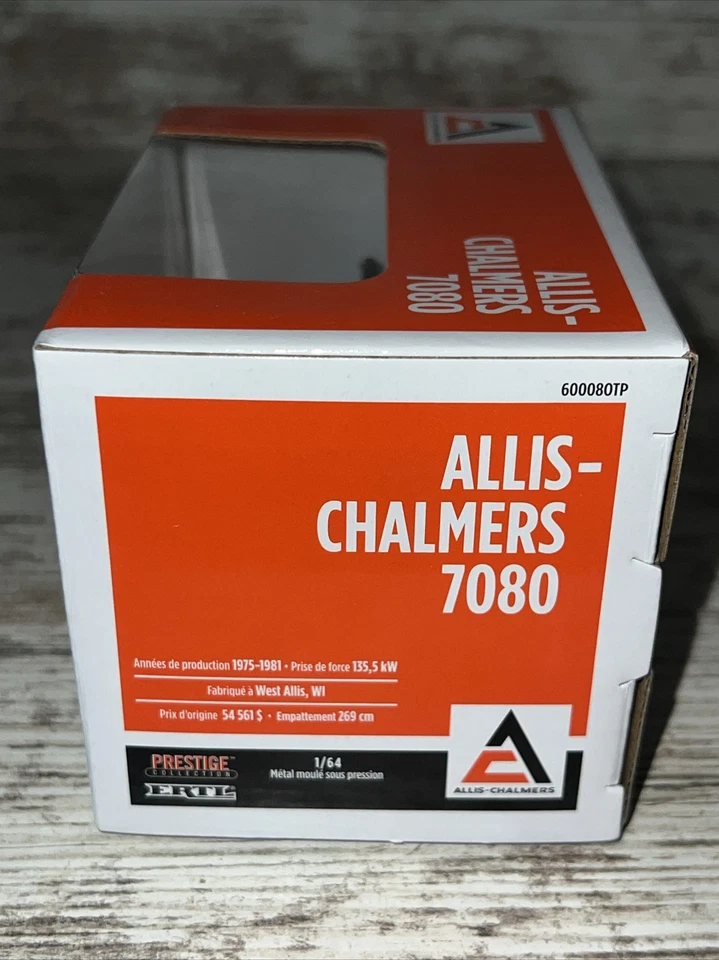 ALLIS-
CHALMERS
7080
600080TP
ALLIS-
CHALMERS
7080
Années de production 1975-1981 • Prise de force 135,5 kW
Fabriqué à West Allis, WI
Prix d'origine 54 561 $ • Empattement 269 cm
PRESTIGE™
COLLECTION
ERTL
1/64
Métal moulé sous pression
ALLIS-CHALMERS